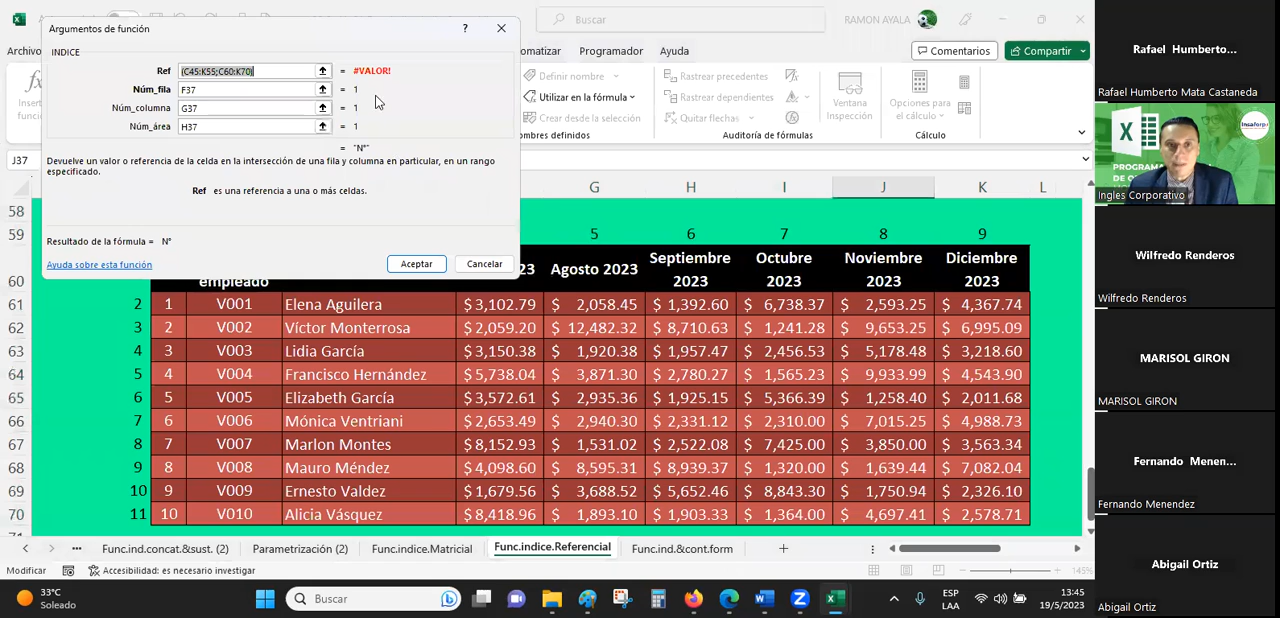 Buscar
RAMON AYALA
Archivo
omatizar
Programador
Ayuda
Comentarios
Compartir
Argumentos de función
?
INDICE
Ref (C45:K55;C60:K70) = #VALOR!
Núm_fila F37 = 1
Núm_columna G37 = 1
Núm_área H37 = 1
= "N°"
Devuelve un valor o referencia de la celda en la intersección de una fila y columna en particular, en un rango
especificado.
Ref es una referencia a una o más celdas.
Resultado de la fórmula = N°
Ayuda sobre esta función
Aceptar
Cancelar
fx
Insert
funció
Definir nombre
Utilizar en la fórmula
Crear desde la selección
mbres definidos
Rastrear precedentes
Rastrear dependientes
Quitar flechas
Auditoría de fórmulas
Ventana
Inspección
Opciones de
cálculo
Cálculo
J37
G H I J K L
58
59 5 6 7 8 9
60 empleado 23 Agosto 2023 Septiembre 2023 Octubre 2023 Noviembre 2023 Diciembre 2023
61 2 1 V001 Elena Aguilera $ 3,102.79 $ 2,058.45 $ 1,392.60 $ 6,738.37 $ 2,593.25 $ 4,367.74
62 3 2 V002 Víctor Monterrosa $ 2,059.20 $ 12,482.32 $ 8,710.63 $ 1,241.28 $ 9,653.25 $ 6,995.09
63 4 3 V003 Lidia García $ 3,150.38 $ 1,920.38 $ 1,957.47 $ 2,456.53 $ 5,178.48 $ 3,218.60
64 5 4 V004 Francisco Hernández $ 5,738.04 $ 3,871.30 $ 2,780.27 $ 1,565.23 $ 9,933.99 $ 4,543.90
65 6 5 V005 Elizabeth García $ 3,572.61 $ 2,935.36 $ 1,925.15 $ 5,366.39 $ 1,258.40 $ 2,011.68
66 7 6 V006 Mónica Ventriani $ 2,653.49 $ 2,940.30 $ 2,331.12 $ 2,310.00 $ 7,015.25 $ 4,988.73
67 8 7 V007 Marlon Montes $ 8,152.93 $ 1,531.02 $ 2,522.08 $ 7,425.00 $ 3,850.00 $ 3,563.34
68 9 8 V008 Mauro Méndez $ 4,098.60 $ 8,595.31 $ 8,939.37 $ 1,320.00 $ 1,639.44 $ 7,082.04
69 10 9 V009 Ernesto Valdez $ 1,679.56 $ 3,688.52 $ 5,652.46 $ 8,843.30 $ 1,750.94 $ 2,326.10
70 11 10 V010 Alicia Vásquez $ 8,418.96 $ 1,893.10 $ 1,903.33 $ 1,364.00 $ 4,697.41 $ 2,578.71
Func.ind.concat.&sust. (2)
Parametrización (2)
Func.indice.Matricial
Func.indice.Referencial
Func.ind.&cont.form
Modificar
Accesibilidad: es necesario investigar
145%
33°C
Soleado
Buscar
ESP
LAA
13:45
19/5/2023
Rafael Humberto...
Rafael Humberto Mata Castaneda
Insaforp
PROGRAMA
DE
Ingles Corporativo
Wilfredo Renderos
Wilfredo Renderos
MARISOL GIRON
MARISOL GIRON
Fernando Menen...
Fernando Menendez
Abigail Ortiz
Abigail Ortiz